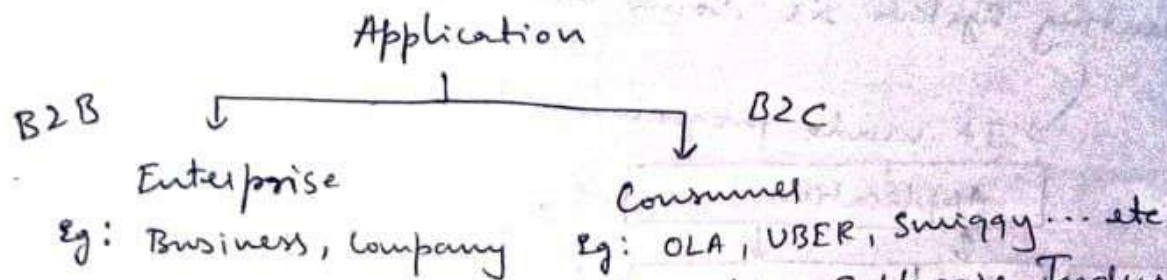 Application
B2B B2C
Enterprise Consumer
Eg: Business, Company Eg: OLA, UBER, Swiggy... etc